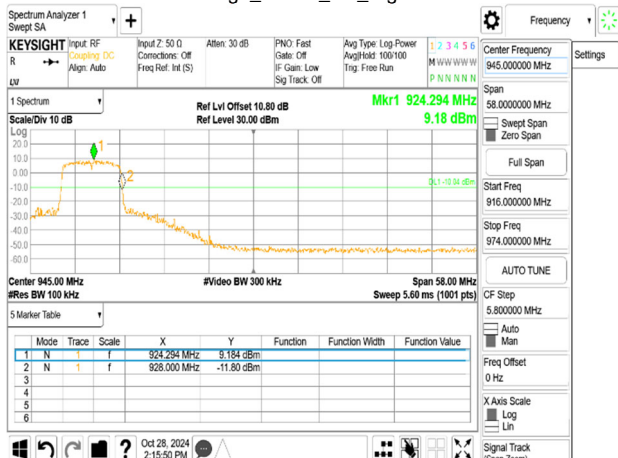 Spectrum Analyzer 1
Swept SA
Frequency
KEYSIGHT Input: RF Input Z: 50 Ω Atten: 30 dB PNO: Fast Avg Type: Log-Power 1 2 3 4 5 6
R Coupling: DC Corrections: Off Gate: Off Avg|Hold: 100/100 M W W W W W
Align: Auto Freq Ref: Int (S) IF Gain: Low Trig: Free Run
Sig Track: Off P N N N N N
LXI
1 Spectrum
Ref Lvl Offset 10.80 dB Mkr1 924.294 MHz
Scale/Div 10 dB Ref Level 30.00 dBm 9.18 dBm
Log
20.0
10.0
0.00
-10.0
-20.0
-30.0
-40.0
-50.0
-60.0
1
2
DL1 -10.04 dBm
Center 945.00 MHz #Video BW 300 kHz Span 58.00 MHz
#Res BW 100 kHz Sweep 5.60 ms (1001 pts)
5 Marker Table
Mode Trace Scale X Y Function Function Width Function Value
1 N 1 f 924.294 MHz 9.184 dBm
2 N 1 f 928.000 MHz -11.80 dBm
3
4
5
6
Oct 28, 2024
2:15:50 PM
Center Frequency
945.000000 MHz
Settings
Span
58.0000000 MHz
Swept Span
Zero Span
Full Span
Start Freq
916.000000 MHz
Stop Freq
974.000000 MHz
AUTO TUNE
CF Step
5.800000 MHz
Auto
Man
Freq Offset
0 Hz
X Axis Scale
Log
Lin
Signal Track